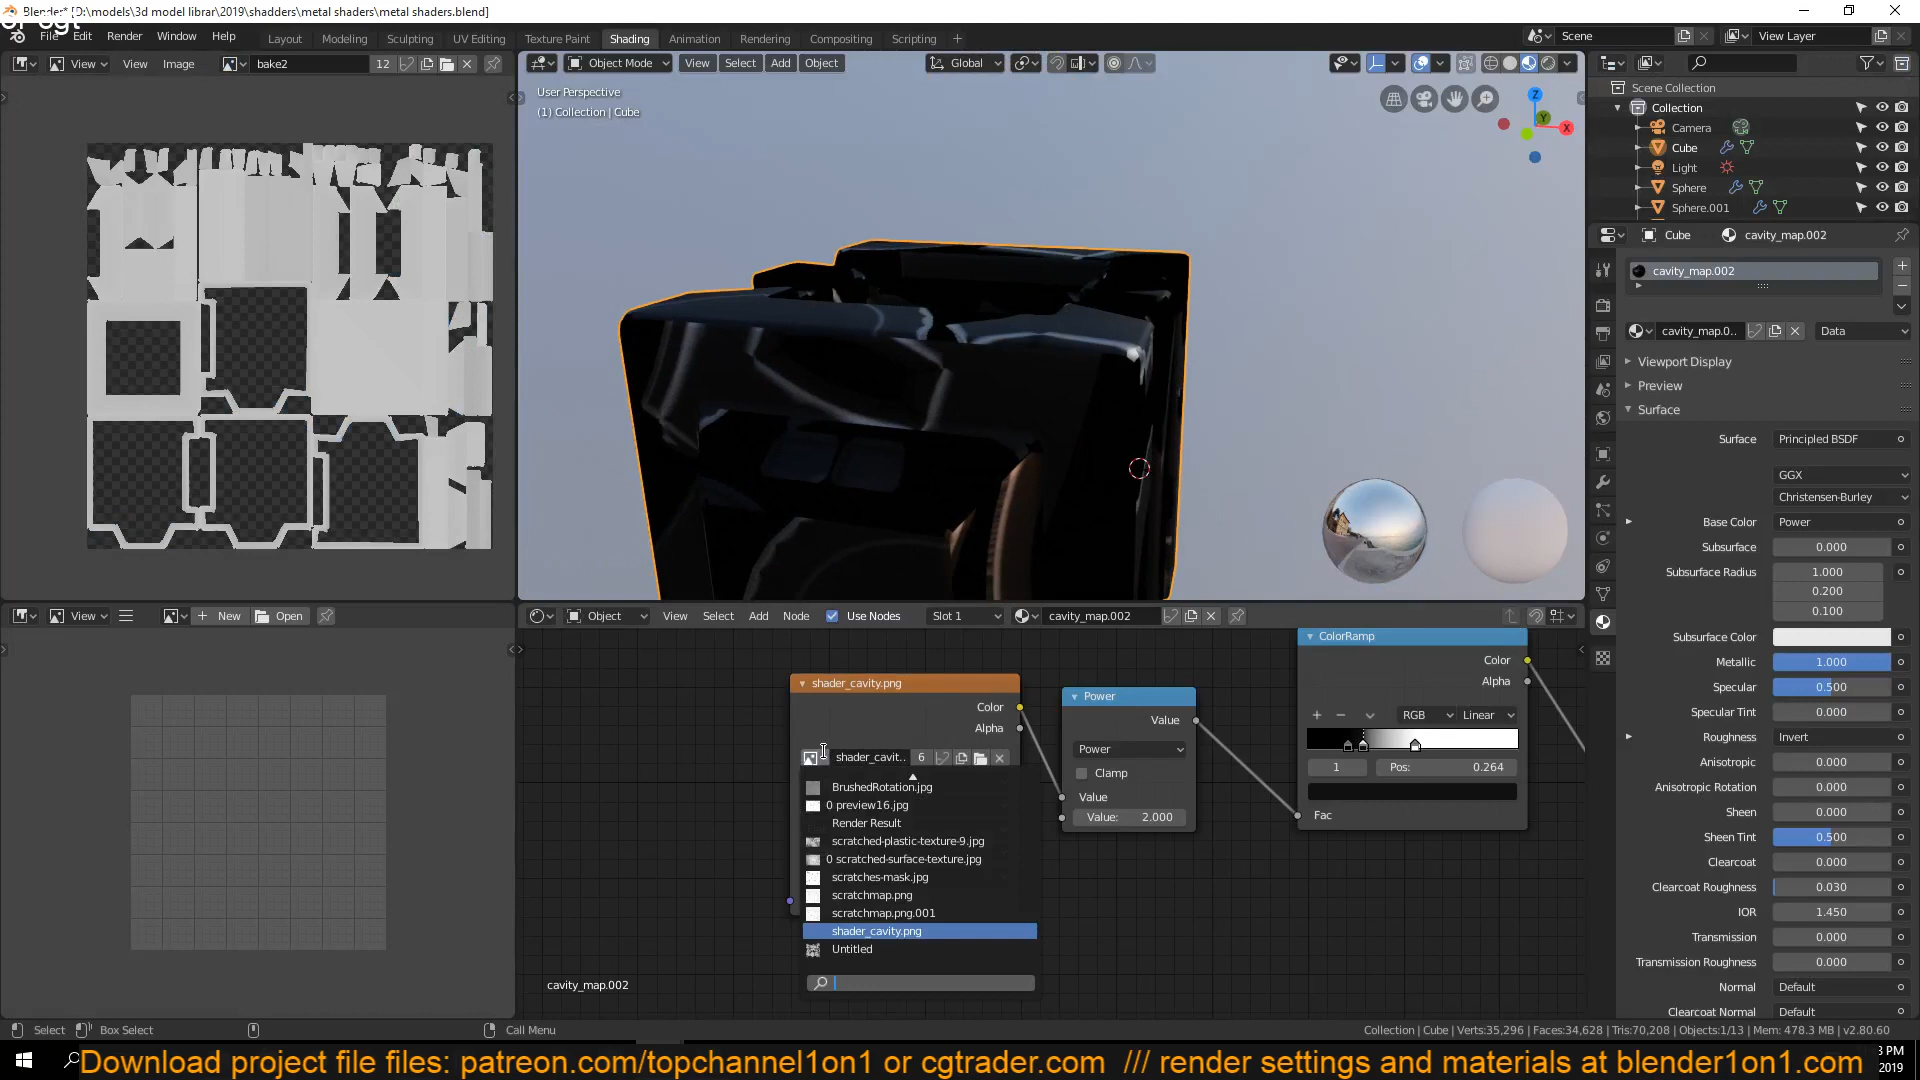 Blender* [D:\models\3d model librar\2019\shadders\metal shaders\metal shaders.blend]
File Edit Render Window Help Layout Modeling Sculpting UV Editing Texture Paint Shading Animation Rendering Compositing Scripting + Scene View Layer
View View Image bake2 12
Object Mode View Select Add Object Global
User Perspective
(1) Collection | Cube
Z
Y
X
Scene Collection
Collection
Camera
Cube
Light
Sphere
Sphere.001
Cube cavity_map.002
cavity_map.002
cavity_map.0.. Data
Viewport Display
Preview
Surface
Surface Principled BSDF
GGX
Christensen-Burley
Base Color Power
Subsurface 0.000
Subsurface Radius 1.000
0.200
0.100
Subsurface Color
Metallic 1.000
Specular 0.500
Specular Tint 0.000
Roughness Invert
Anisotropic 0.000
Anisotropic Rotation 0.000
Sheen 0.000
Sheen Tint 0.500
Clearcoat 0.000
Clearcoat Roughness 0.030
IOR 1.450
Transmission 0.000
Transmission Roughness 0.000
Normal Default
Clearcoat Normal Default
View New Open
Object View Select Add Node Use Nodes Slot 1 cavity_map.002
shader_cavity.png
Color
Alpha
shader_cavit.. 6
BrushedRotation.jpg
0 preview16.jpg
Render Result
scratched-plastic-texture-9.jpg
0 scratched-surface-texture.jpg
scratches-mask.jpg
scratchmap.png
scratchmap.png.001
shader_cavity.png
Untitled
Power
Value
Power
Clamp
Value
Value: 2.000
ColorRamp
Color
Alpha
RGB Linear
1 Pos: 0.264
Fac
cavity_map.002
Select Box Select Call Menu
Collection | Cube | Verts:35,296 | Faces:34,628 | Tris:70,208 | Objects:1/13 | Mem: 478.3 MB | v2.80.60
Download project file files: patreon.com/topchannel1on1 or cgtrader.com /// render settings and materials at blender1on1.com
3 PM
2019